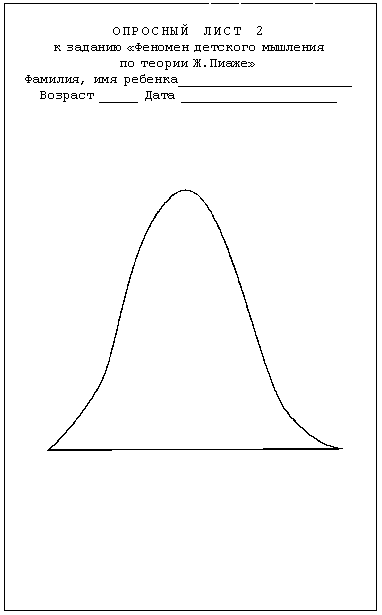 ОПРОСНЫЙ ЛИСТ 2
к заданию «Феномен детского мышления
по теории Ж.Пиаже»
Фамилия, имя ребенка
Возраст Дата